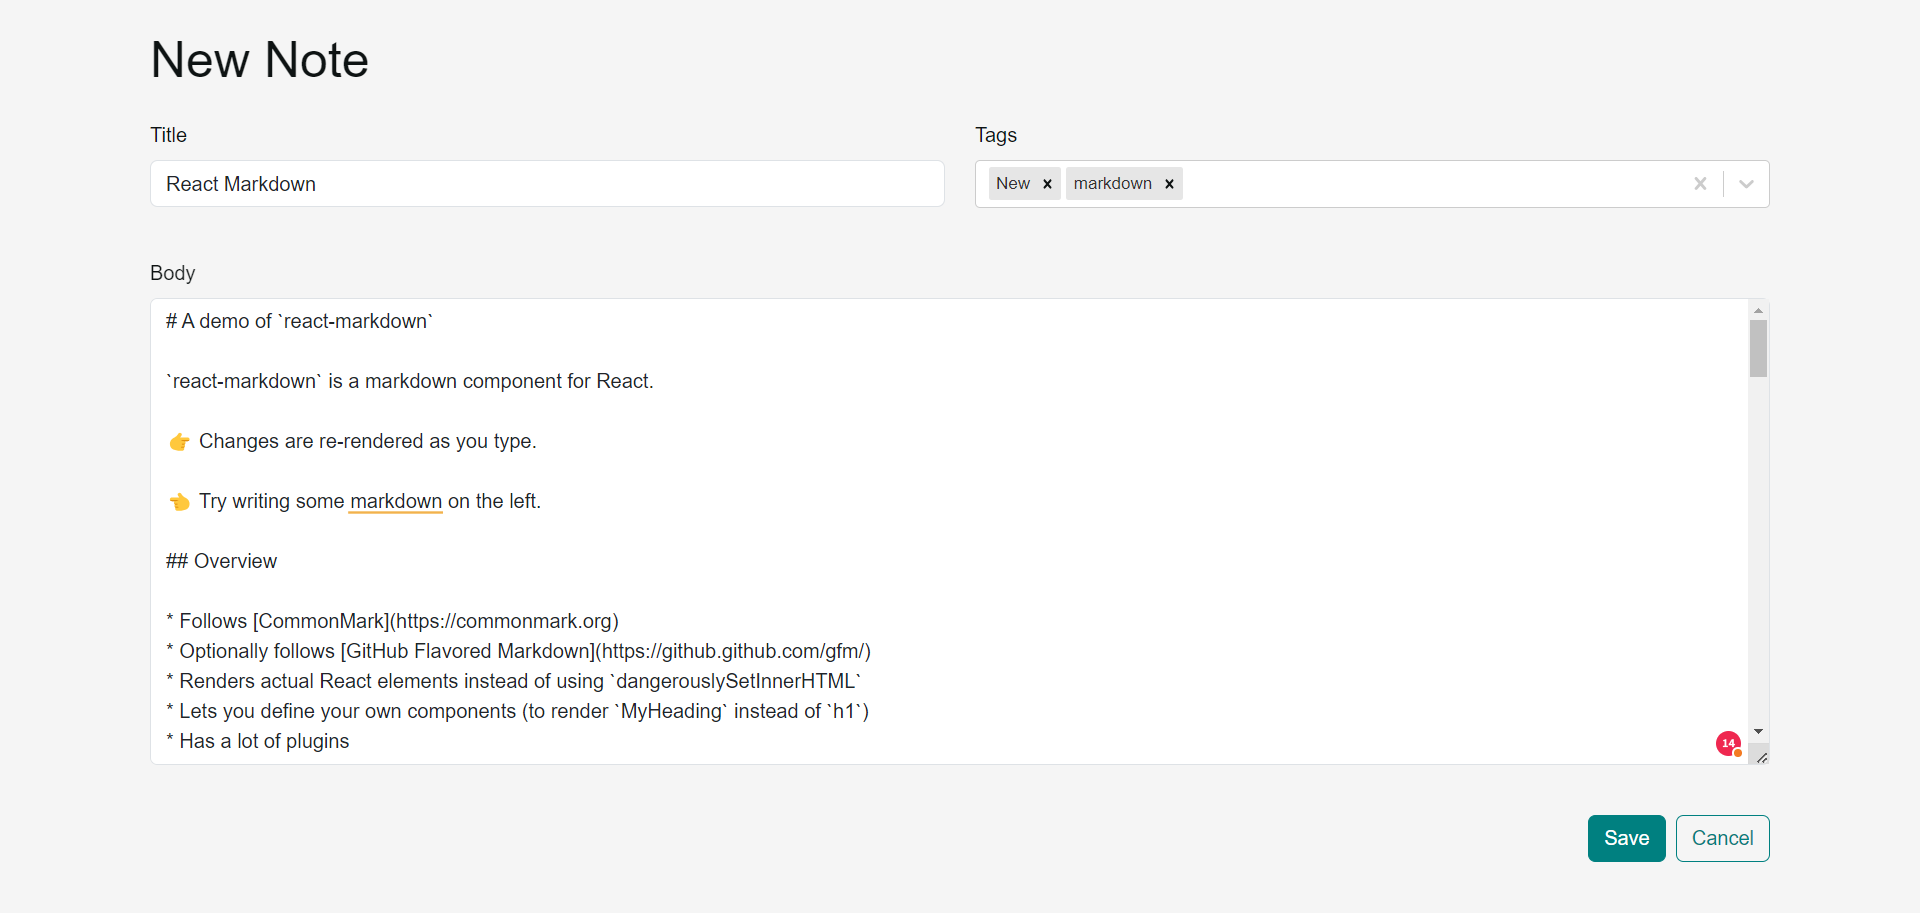 New Note
Title
Tags
React Markdown
New
markdown
Body
# A demo of `react-markdown`
`react-markdown` is a markdown component for React.
👉 Changes are re-rendered as you type.
👈 Try writing some markdown on the left.
## Overview
* Follows [CommonMark](https://commonmark.org)
* Optionally follows [GitHub Flavored Markdown](https://github.github.com/gfm/)
* Renders actual React elements instead of using `dangerouslySetInnerHTML`
* Lets you define your own components (to render `MyHeading` instead of `h1`)
* Has a lot of plugins
14
Save
Cancel